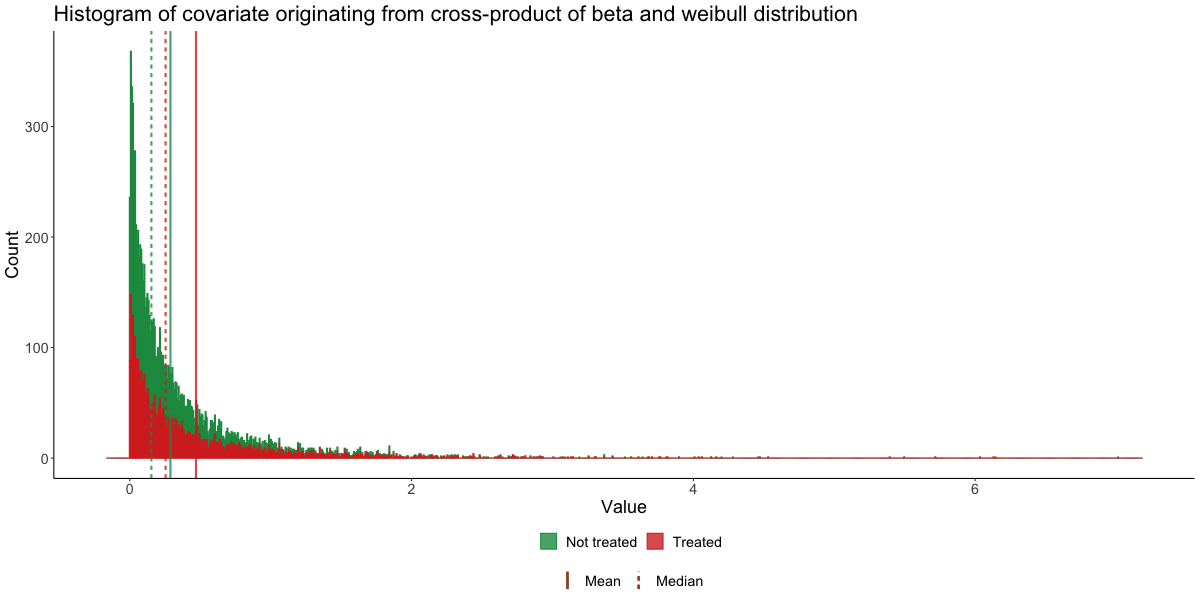 Histogram of covariate originating from cross-product of beta and weibull distribution
Count
300
200
100
0
0 2 4 6
Value
Not treated Treated
Mean Median